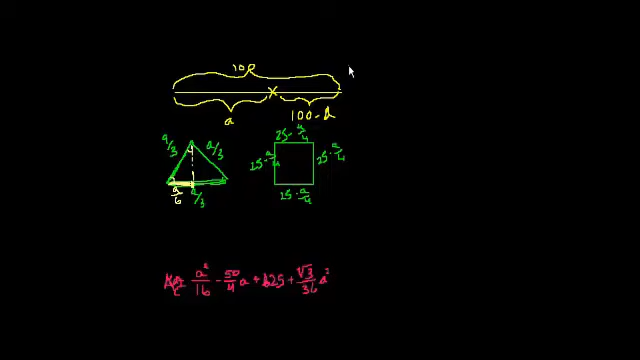 100
a
100-a
a/3
a/3
a/6
a/3
25-a/4
25-a/4
25-a/4
25-a/4
a²/16 - 50/4 a + 625 + √3/36 a²